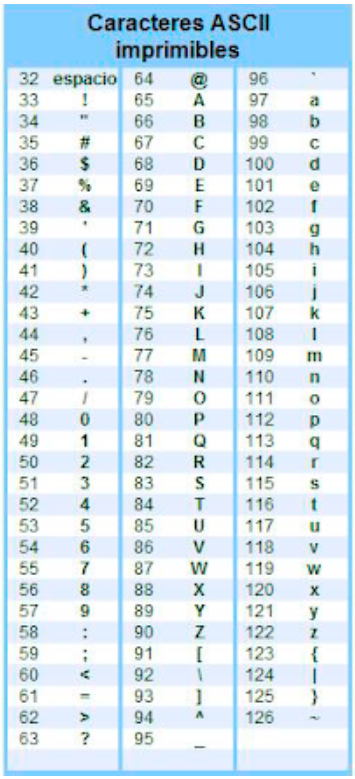 Caracteres ASCII
imprimibles
32 espacio 64 @ 96 `
33 ! 65 A 97 a
34 " 66 B 98 b
35 # 67 C 99 c
36 $ 68 D 100 d
37 % 69 E 101 e
38 & 70 F 102 f
39 ' 71 G 103 g
40 ( 72 H 104 h
41 ) 73 I 105 i
42 * 74 J 106 j
43 + 75 K 107 k
44 , 76 L 108 l
45 - 77 M 109 m
46 . 78 N 110 n
47 / 79 O 111 o
48 0 80 P 112 p
49 1 81 Q 113 q
50 2 82 R 114 r
51 3 83 S 115 s
52 4 84 T 116 t
53 5 85 U 117 u
54 6 86 V 118 v
55 7 87 W 119 w
56 8 88 X 120 x
57 9 89 Y 121 y
58 : 90 Z 122 z
59 ; 91 [ 123 {
60 < 92 \ 124 |
61 = 93 ] 125 }
62 > 94 ^ 126 ~
63 ? 95 _